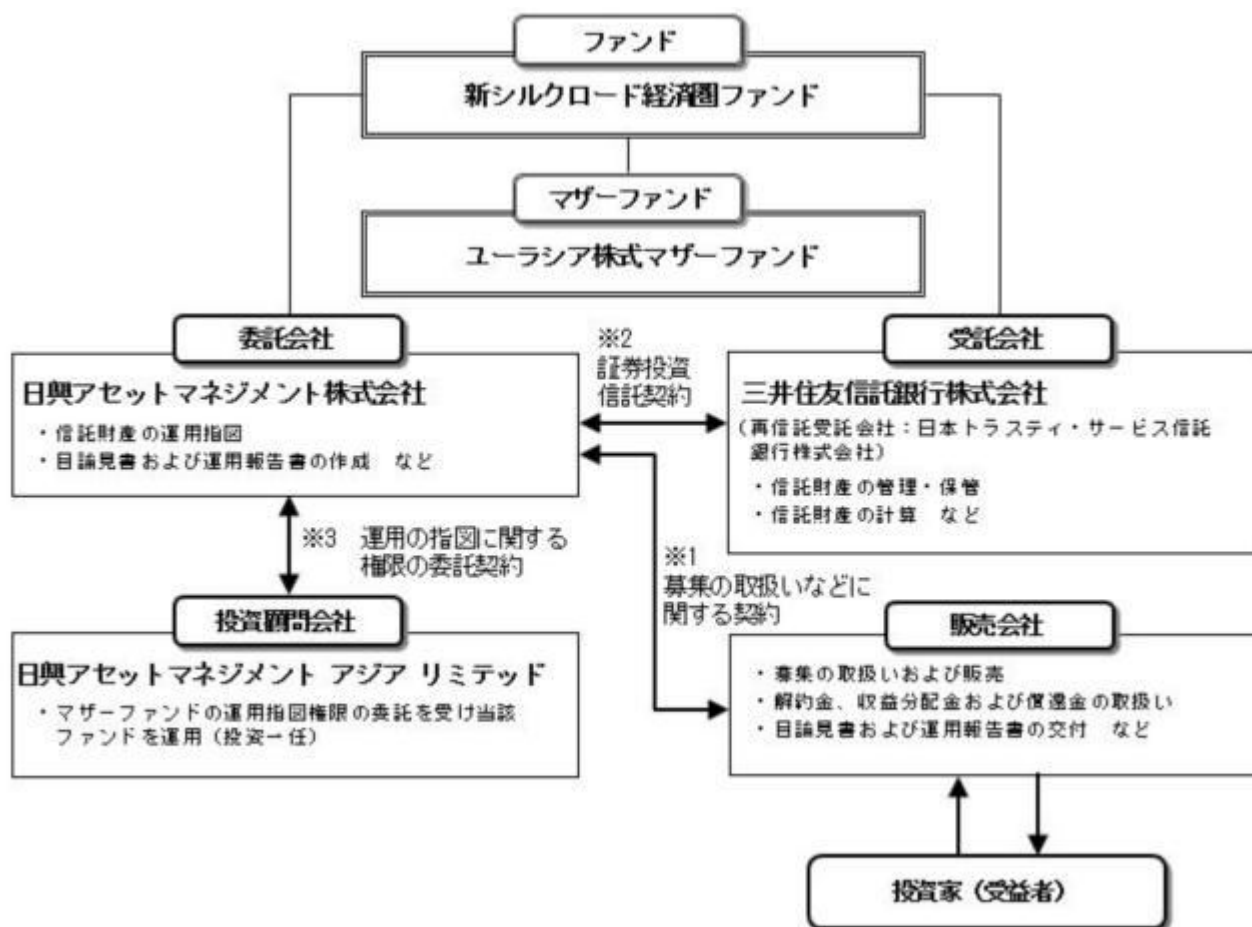 ファンド
新シルクロード経済圏ファンド
マザーファンド
ユーラシア株式マザーファンド
委託会社
日興アセットマネジメント株式会社
・信託財産の運用指図
・目論見書および運用報告書の作成 など
※2
証券投資
信託契約
受託会社
三井住友信託銀行株式会社
(再信託受託会社:日本トラスティ・サービス信託
銀行株式会社)
・信託財産の管理・保管
・信託財産の計算 など
※3 運用の指図に関する
権限の委託契約
※1
募集の取扱いなどに
関する契約
投資顧問会社
日興アセットマネジメント アジア リミテッド
・マザーファンドの運用指図権限の委託を受け当該
ファンドを運用(投資一任)
販売会社
・募集の取扱いおよび販売
・解約金、収益分配金および償還金の取扱い
・目論見書および運用報告書の交付 など
投資家(受益者)